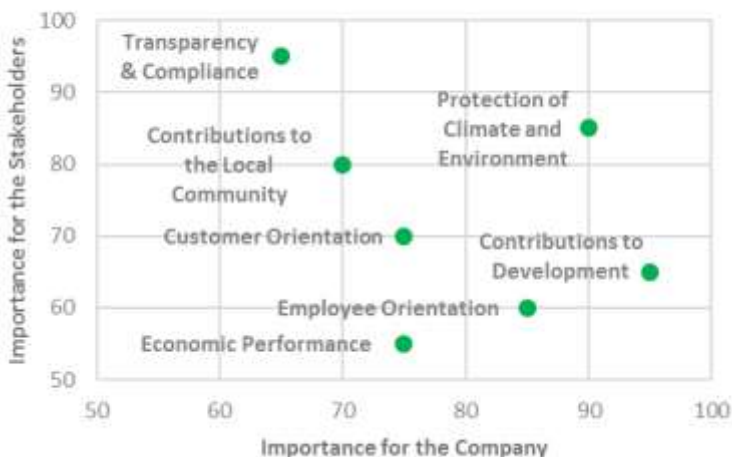 Importance for the Stakeholders
100
90
80
70
60
50
Transparency
& Compliance
Protection of
Climate and
Environment
Contributions to
the Local
Community
Customer Orientation
Contributions to
Development
Employee Orientation
Economic Performance
50
60
70
80
90
100
Importance for the Company